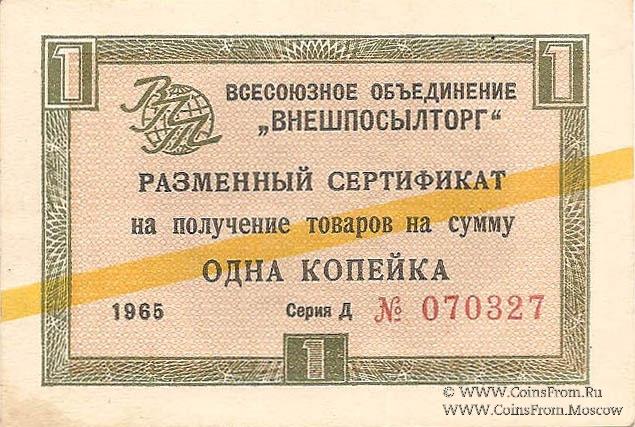 1 1
ВПТ
ВСЕСОЮЗНОЕ ОБЪЕДИНЕНИЕ
„ВНЕШПОСЫЛТОРГ“
РАЗМЕННЫЙ СЕРТИФИКАТ
на получение товаров на сумму
ОДНА КОПЕЙКА
1965 Серия Д № 070327
1
© WWW.CoinsFrom.Ru
WWW.CoinsFrom.Moscow